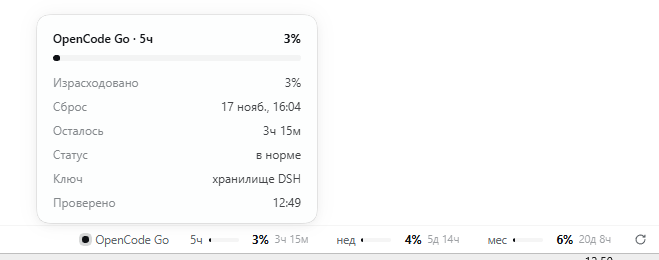 OpenCode Go · 5ч 3%
Израсходовано 3%
Сброс 17 нояб., 16:04
Осталось 3ч 15м
Статус в норме
Ключ хранилище DSH
Проверено 12:49
OpenCode Go 5ч 3% 3ч 15м нед 4% 5д 14ч мес 6% 20д 8ч